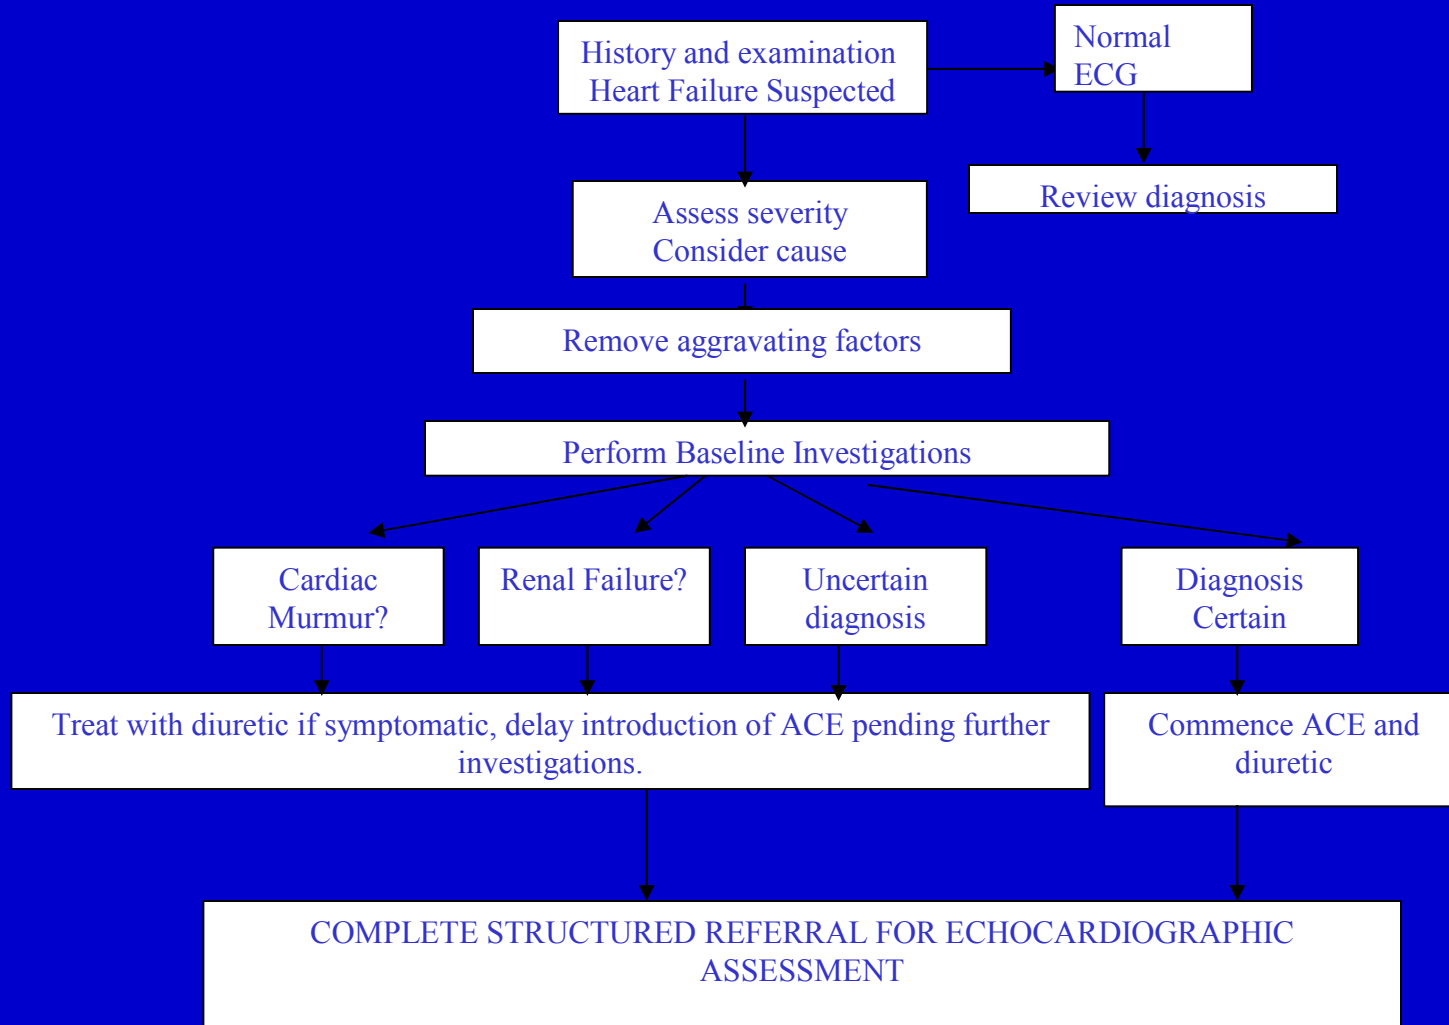 History and examination
Heart Failure Suspected
Normal
ECG
Review diagnosis
Assess severity
Consider cause
Remove aggravating factors
Perform Baseline Investigations
Cardiac
Murmur?
Renal Failure?
Uncertain
diagnosis
Diagnosis
Certain
Treat with diuretic if symptomatic, delay introduction of ACE pending further
investigations.
Commence ACE and
diuretic
COMPLETE STRUCTURED REFERRAL FOR ECHOCARDIOGRAPHIC
ASSESSMENT